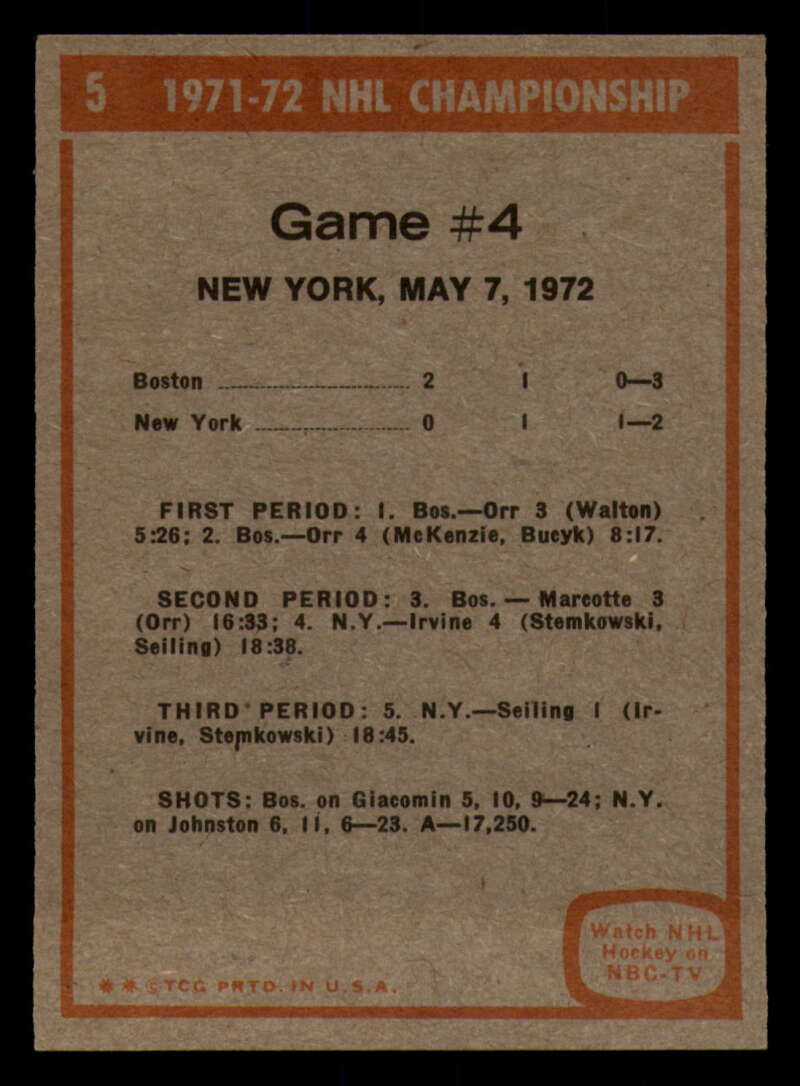 5 1971-72 NHL CHAMPIONSHIP
Game #4
NEW YORK, MAY 7, 1972
Boston ............................ 2 1 0—3
New York ....................... 0 1 1—2
FIRST PERIOD: 1. Bos.—Orr 3 (Walton)
5:26; 2. Bos.—Orr 4 (McKenzie, Bucyk) 8:17.
SECOND PERIOD: 3. Bos. — Marcotte 3
(Orr) 16:33; 4. N.Y.—Irvine 4 (Stemkowski,
Seiling) 18:38.
THIRD PERIOD: 5. N.Y.—Seiling 1 (Ir-
vine, Stemkowski) 18:45.
SHOTS: Bos. on Giacomin 5, 10, 9—24; N.Y.
on Johnston 6, 11, 6—23. A—17,250.
Watch NHL
Hockey on
NBC-TV
* * ©TCG PRTD. IN U.S.A.